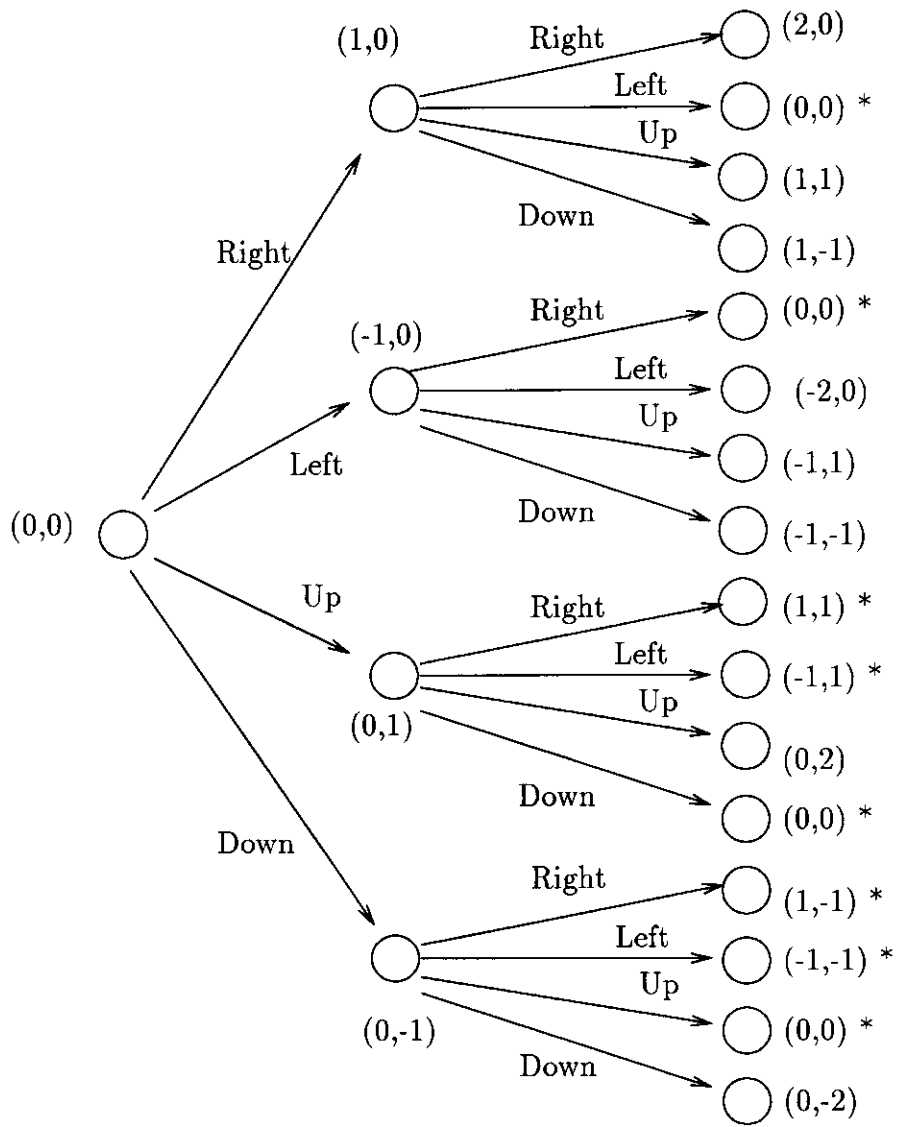 (1,0)
Right
(2,0)
Left
(0,0) *
Up
(1,1)
Down
(1,-1)
Right
(-1,0)
Right
(0,0) *
Left
(-2,0)
Up
(-1,1)
Left
Down
(-1,-1)
(0,0)
Up
Right
(1,1) *
Left
(-1,1) *
Up
(0,1)
(0,2)
Down
(0,0) *
Down
Right
(1,-1) *
Left
(-1,-1) *
Up
(0,-1)
(0,0) *
Down
(0,-2)